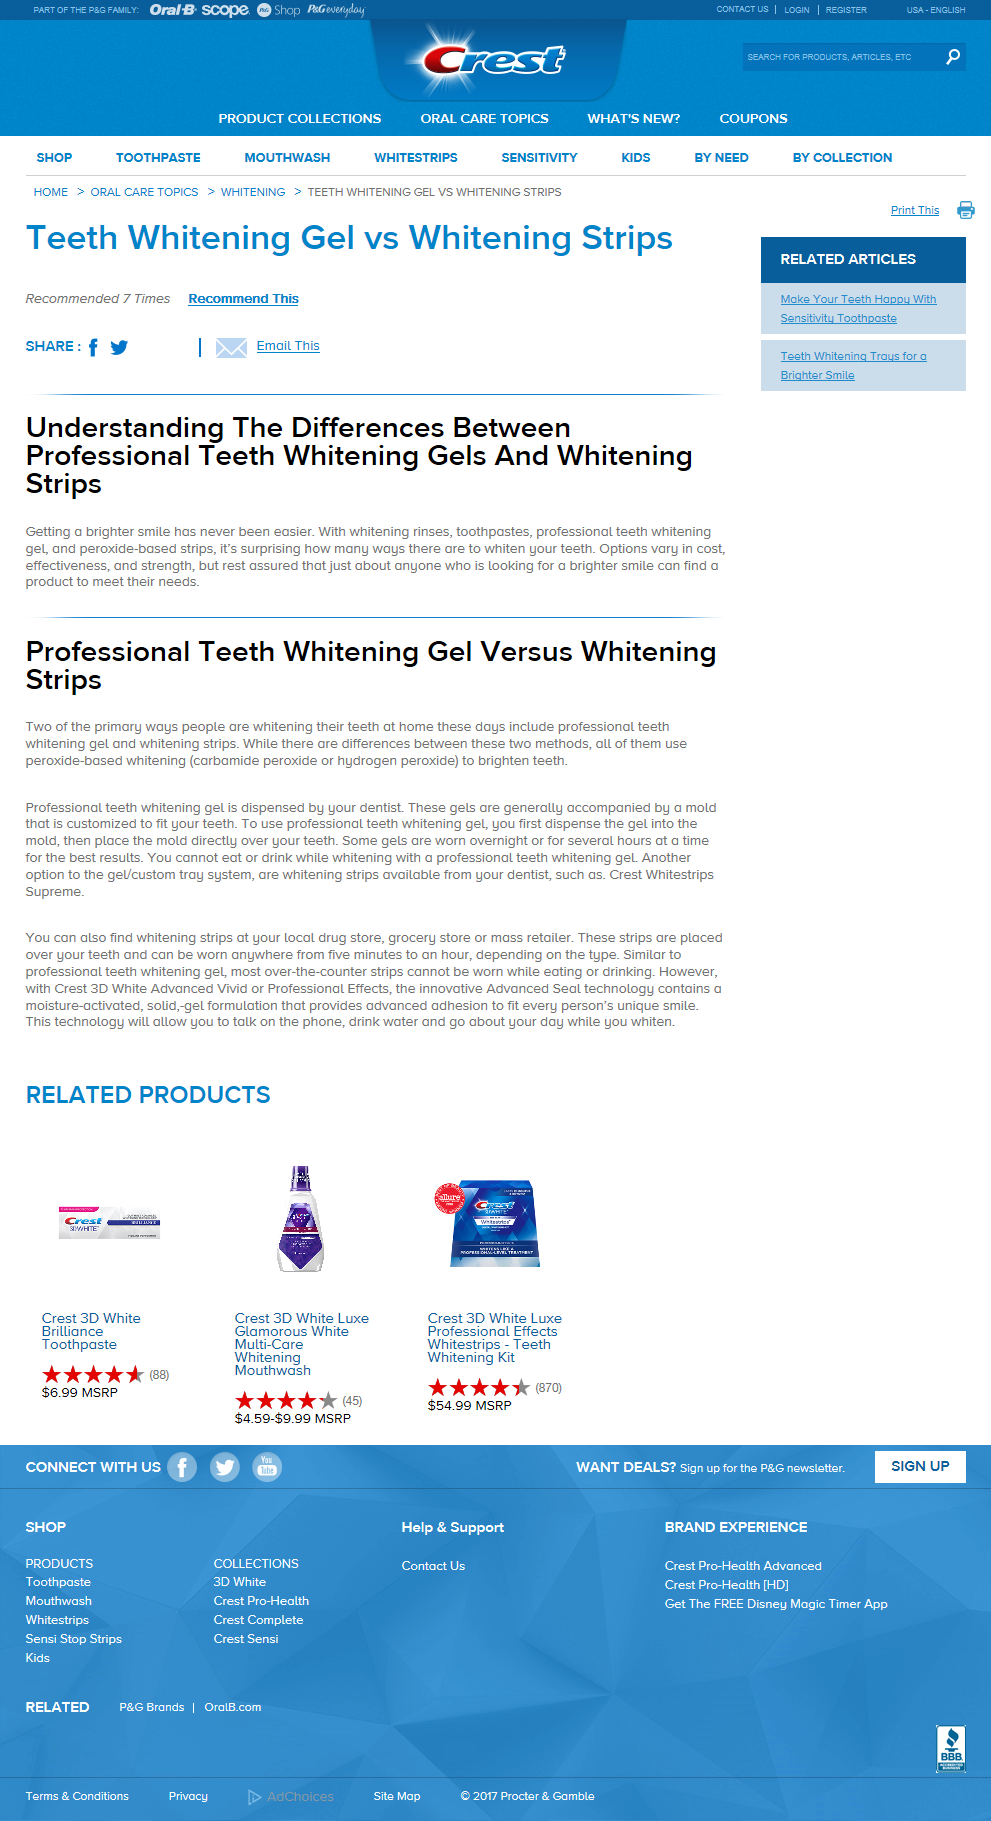 PART OF THE P&G FAMILY: Oral-B scope. P&G Shop P&G everyday
CONTACT US | LOGIN | REGISTER USA - ENGLISH
Crest
SEARCH FOR PRODUCTS, ARTICLES, ETC
PRODUCT COLLECTIONS ORAL CARE TOPICS WHAT'S NEW? COUPONS
SHOP TOOTHPASTE MOUTHWASH WHITESTRIPS SENSITIVITY KIDS BY NEED BY COLLECTION
HOME > ORAL CARE TOPICS > WHITENING > TEETH WHITENING GEL VS WHITENING STRIPS
Print This
Teeth Whitening Gel vs Whitening Strips
Recommended 7 Times Recommend This
SHARE : | Email This
RELATED ARTICLES
Make Your Teeth Happy With
Sensitivity Toothpaste
Teeth Whitening Trays for a
Brighter Smile
Understanding The Differences Between
Professional Teeth Whitening Gels And Whitening
Strips
Getting a brighter smile has never been easier. With whitening rinses, toothpastes, professional teeth whitening
gel, and peroxide-based strips, it's surprising how many ways there are to whiten your teeth. Options vary in cost,
effectiveness, and strength, but rest assured that just about anyone who is looking for a brighter smile can find a
product to meet their needs.
Professional Teeth Whitening Gel Versus Whitening
Strips
Two of the primary ways people are whitening their teeth at home these days include professional teeth
whitening gel and whitening strips. While there are differences between these two methods, all of them use
peroxide-based whitening (carbamide peroxide or hydrogen peroxide) to brighten teeth.
Professional teeth whitening gel is dispensed by your dentist. These gels are generally accompanied by a mold
that is customized to fit your teeth. To use professional teeth whitening gel, you first dispense the gel into the
mold, then place the mold directly over your teeth. Some gels are worn overnight or for several hours at a time
for the best results. You cannot eat or drink while whitening with a professional teeth whitening gel. Another
option to the gel/custom tray system, are whitening strips available from your dentist, such as. Crest Whitestrips
Supreme.
You can also find whitening strips at your local drug store, grocery store or mass retailer. These strips are placed
over your teeth and can be worn anywhere from five minutes to an hour, depending on the type. Similar to
professional teeth whitening gel, most over-the-counter strips cannot be worn while eating or drinking. However,
with Crest 3D White Advanced Vivid or Professional Effects, the innovative Advanced Seal technology contains a
moisture-activated, solid,-gel formulation that provides advanced adhesion to fit every person's unique smile.
This technology will allow you to talk on the phone, drink water and go about your day while you whiten.
RELATED PRODUCTS
Crest
3D WHITE
BRILLIANCE
allure
Crest
3D WHITE
Whitestrips
WHITENS LIKE A
PROFESSIONAL-LEVEL TREATMENT
Crest 3D White
Brilliance
Toothpaste
(88)
$6.99 MSRP
Crest 3D White Luxe
Glamorous White
Multi-Care
Whitening
Mouthwash
(45)
$4.59-$9.99 MSRP
Crest 3D White Luxe
Professional Effects
Whitestrips - Teeth
Whitening Kit
(870)
$54.99 MSRP
CONNECT WITH US You Tube
WANT DEALS? Sign up for the P&G newsletter. SIGN UP
SHOP
PRODUCTS
Toothpaste
Mouthwash
Whitestrips
Sensi Stop Strips
Kids
COLLECTIONS
3D White
Crest Pro-Health
Crest Complete
Crest Sensi
Help & Support
Contact Us
BRAND EXPERIENCE
Crest Pro-Health Advanced
Crest Pro-Health [HD]
Get The FREE Disney Magic Timer App
RELATED P&G Brands | OralB.com
BBB
ACCREDITED
BUSINESS
Terms & Conditions Privacy AdChoices Site Map © 2017 Procter & Gamble